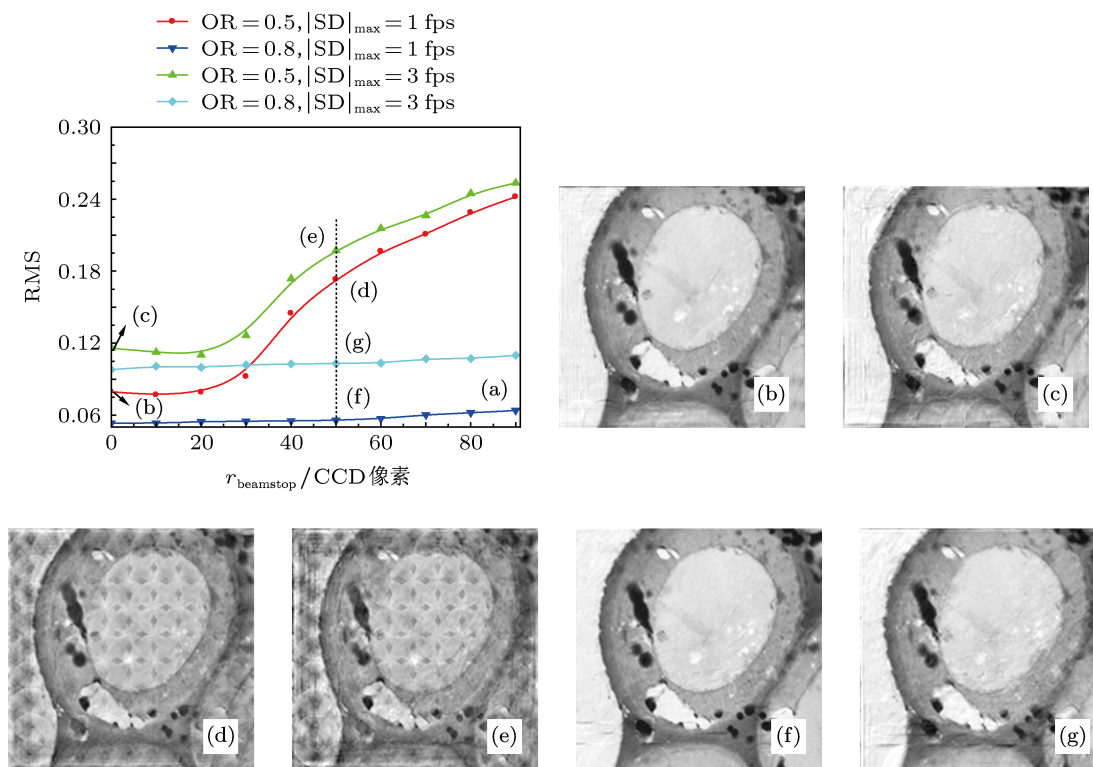 OR = 0.5, |SD|max = 1 fps
OR = 0.8, |SD|max = 1 fps
OR = 0.5, |SD|max = 3 fps
OR = 0.8, |SD|max = 3 fps
0.30
0.24
0.18
0.12
0.06
RMS
(e)
(d)
(c)
(g)
(b)
(f)
(a)
0 20 40 60 80
rbeamstop/CCD像素
(b)
(c)
(d)
(e)
(f)
(g)